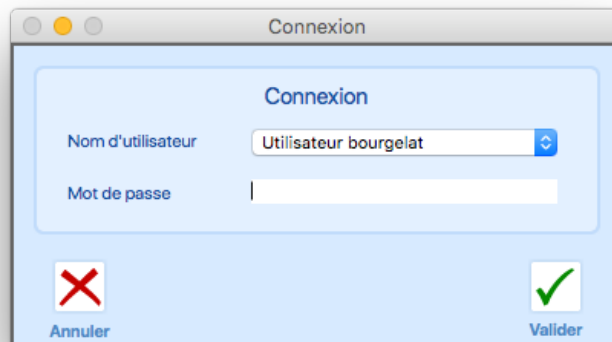 Connexion
Connexion
Nom d'utilisateur Utilisateur bourgelat
Mot de passe
Annuler Valider